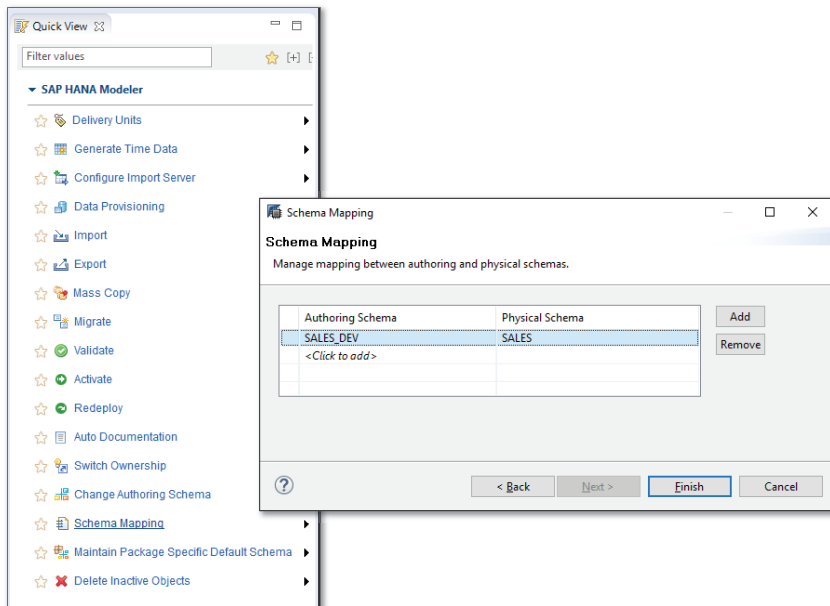 Quick View
Filter values
[+]
SAP HANA Modeler
Delivery Units
Generate Time Data
Configure Import Server
Data Provisioning
Import
Export
Mass Copy
Migrate
Validate
Activate
Redeploy
Auto Documentation
Switch Ownership
Change Authoring Schema
Schema Mapping
Maintain Package Specific Default Schema
Delete Inactive Objects
Schema Mapping
Schema Mapping
Manage mapping between authoring and physical schemas.
Authoring Schema Physical Schema
SALES_DEV SALES
<Click to add>
Add
Remove
< Back Next > Finish Cancel